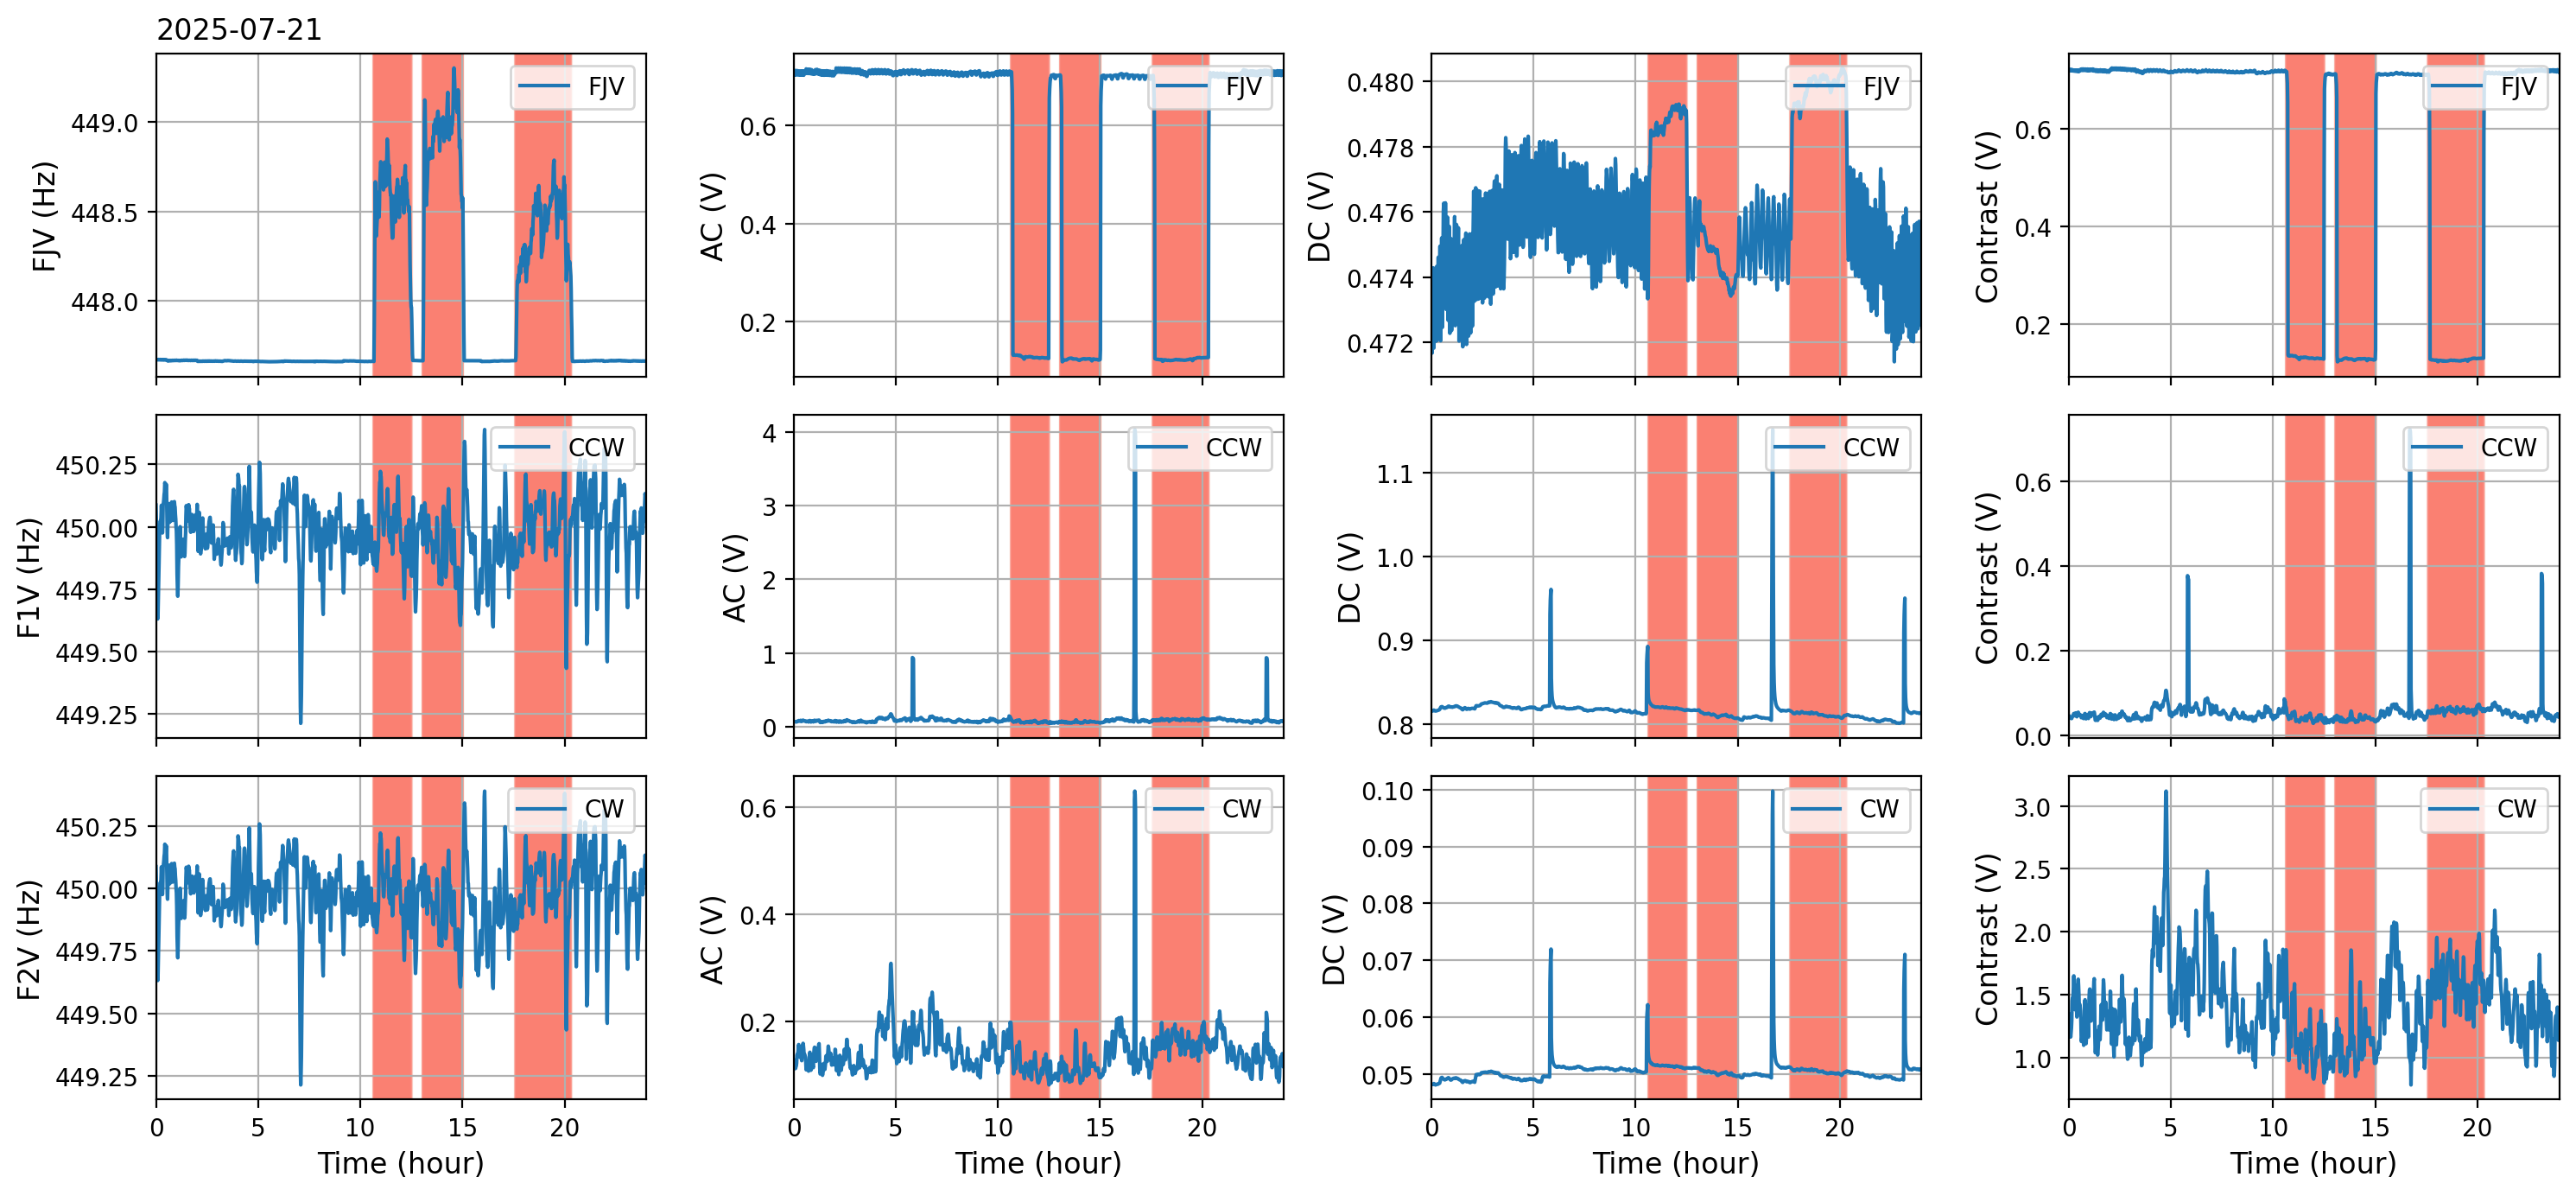 2025-07-21
FJV (Hz)
449.0
448.5
448.0
FJV
AC (V)
0.6
0.4
0.2
FJV
DC (V)
0.480
0.478
0.476
0.474
0.472
FJV
Contrast (V)
0.6
0.4
0.2
FJV
F1V (Hz)
450.25
450.00
449.75
449.50
449.25
CCW
AC (V)
4
3
2
1
0
CCW
DC (V)
1.1
1.0
0.9
0.8
CCW
Contrast (V)
0.6
0.4
0.2
0.0
CCW
F2V (Hz)
450.25
450.00
449.75
449.50
449.25
CW
0 5 10 15 20
Time (hour)
AC (V)
0.6
0.4
0.2
CW
0 5 10 15 20
Time (hour)
DC (V)
0.10
0.09
0.08
0.07
0.06
0.05
CW
0 5 10 15 20
Time (hour)
Contrast (V)
3.0
2.5
2.0
1.5
1.0
CW
0 5 10 15 20
Time (hour)